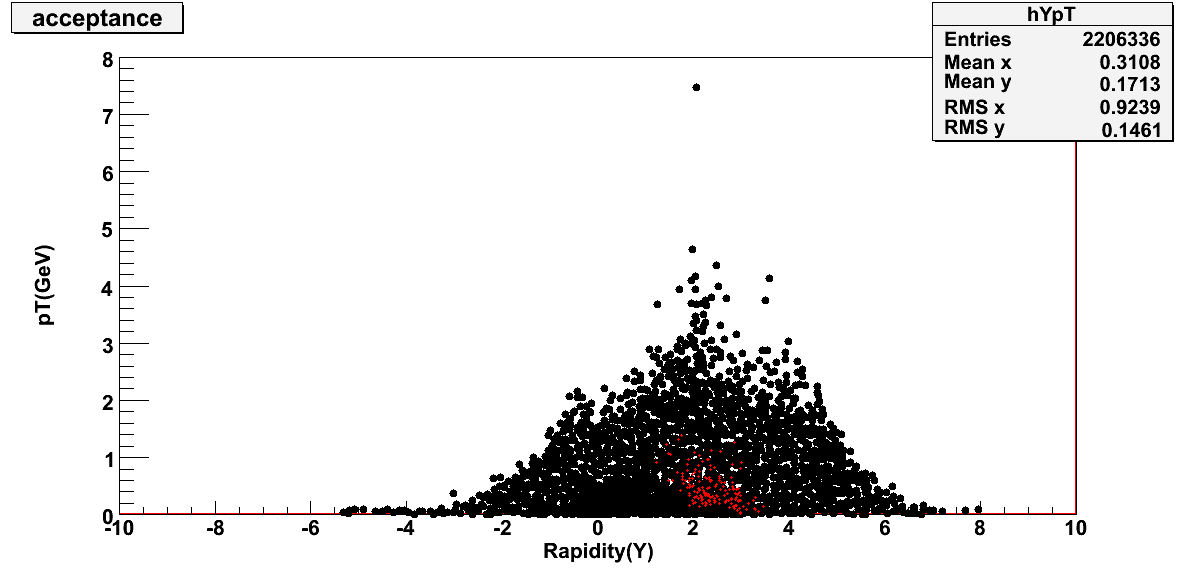 acceptance
hYpT
Entries 2206336
Mean x 0.3108
Mean y 0.1713
RMS x 0.9239
RMS y 0.1461
pT(GeV)
8
7
6
5
4
3
2
1
0
-10 -8 -6 -4 -2 0 2 4 6 8 10
Rapidity(Y)